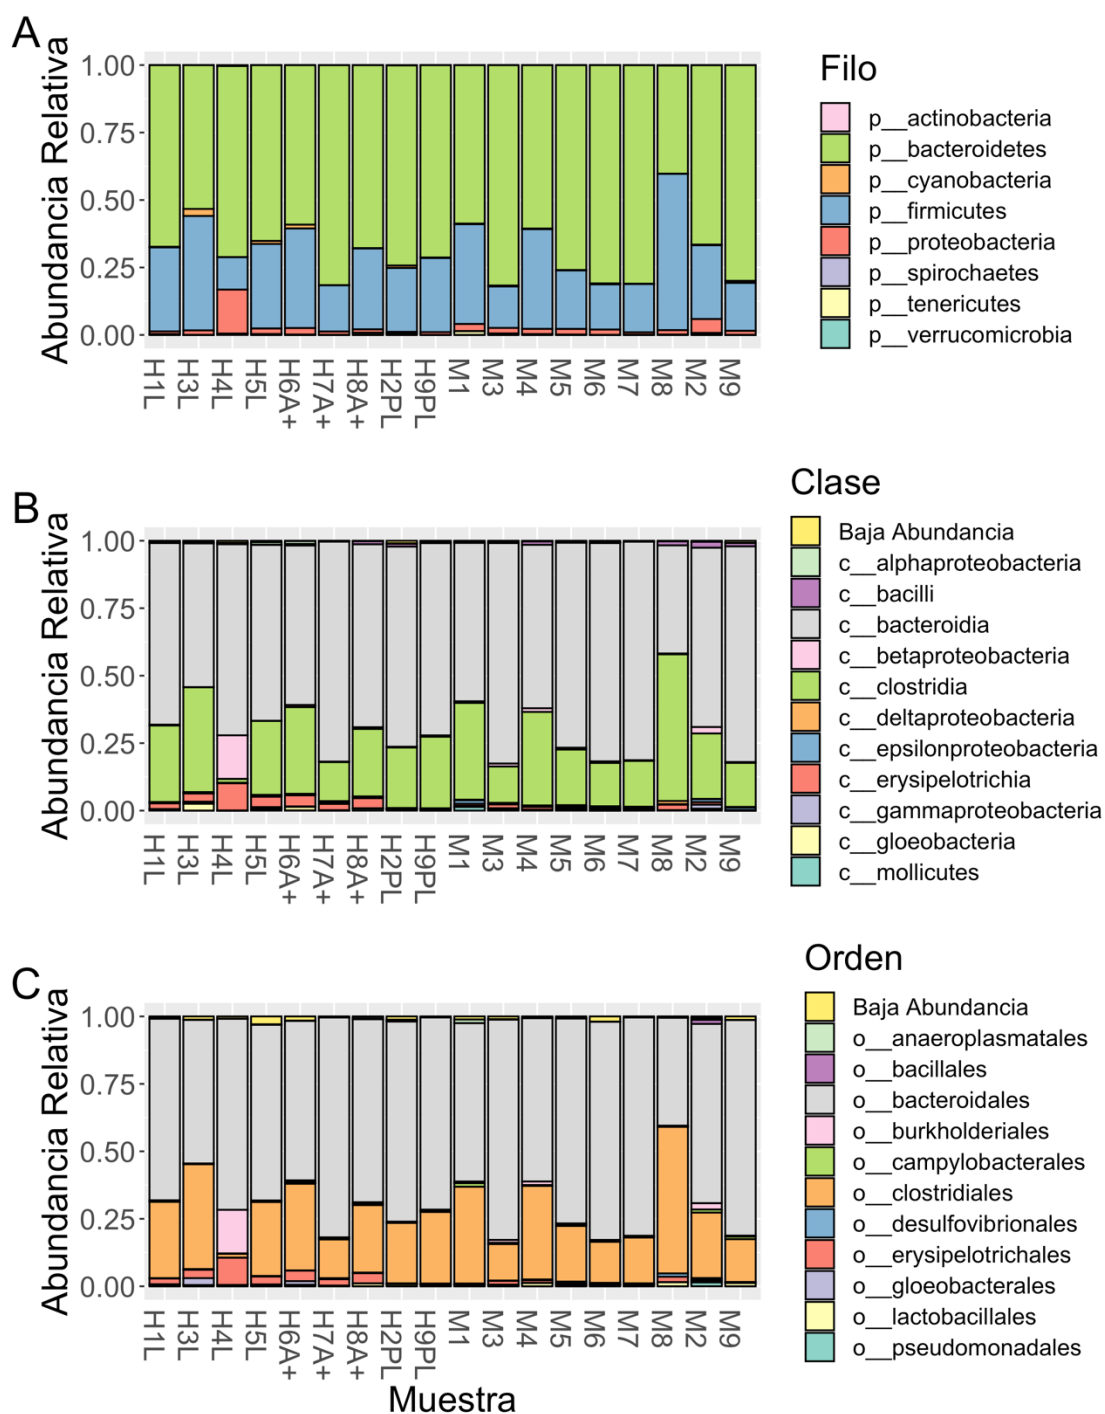 A
Abundancia Relativa
1.00
0.75
0.50
0.25
0.00
H1L H3L H4L H5L H6A+ H7A+ H8A+ H2PL H9PL M1 M3 M4 M5 M6 M7 M8 M2 M9
Filo
p__actinobacteria
p__bacteroidetes
p__cyanobacteria
p__firmicutes
p__proteobacteria
p__spirochaetes
p__tenericutes
p__verrucomicrobia
B
Abundancia Relativa
1.00
0.75
0.50
0.25
0.00
H1L H3L H4L H5L H6A+ H7A+ H8A+ H2PL H9PL M1 M3 M4 M5 M6 M7 M8 M2 M9
Clase
Baja Abundancia
c__alphaproteobacteria
c__bacilli
c__bacteroidia
c__betaproteobacteria
c__clostridia
c__deltaproteobacteria
c__epsilonproteobacteria
c__erysipelotrichia
c__gammaproteobacteria
c__gloeobacteria
c__mollicutes
C
Abundancia Relativa
1.00
0.75
0.50
0.25
0.00
H1L H3L H4L H5L H6A+ H7A+ H8A+ H2PL H9PL M1 M3 M4 M5 M6 M7 M8 M2 M9
Muestra
Orden
Baja Abundancia
o__anaeroplasmatales
o__bacillales
o__bacteroidales
o__burkholderiales
o__campylobacterales
o__clostridiales
o__desulfovibrionales
o__erysipelotrichales
o__gloeobacterales
o__lactobacillales
o__pseudomonadales